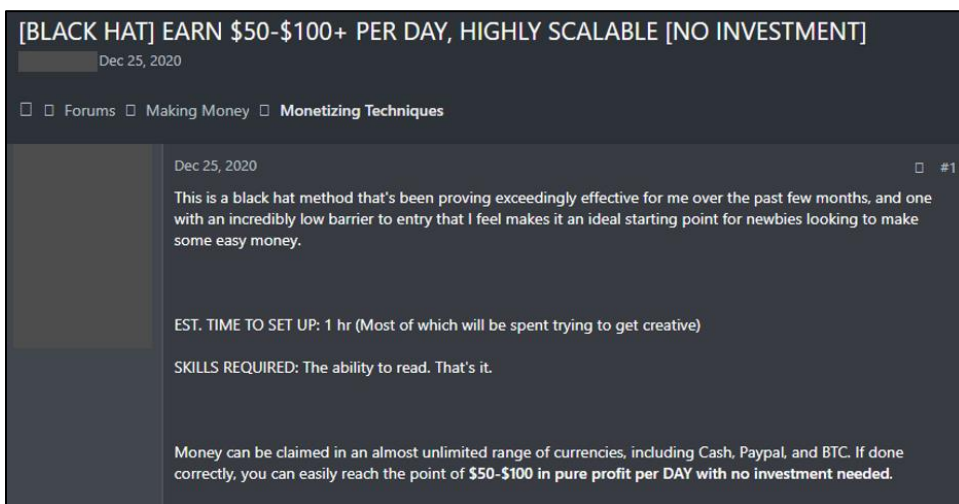 [BLACK HAT] EARN $50-$100+ PER DAY, HIGHLY SCALABLE [NO INVESTMENT]
Dec 25, 2020
Forums Making Money Monetizing Techniques
Dec 25, 2020 #1
This is a black hat method that's been proving exceedingly effective for me over the past few months, and one
with an incredibly low barrier to entry that I feel makes it an ideal starting point for newbies looking to make
some easy money.
EST. TIME TO SET UP: 1 hr (Most of which will be spent trying to get creative)
SKILLS REQUIRED: The ability to read. That's it.
Money can be claimed in an almost unlimited range of currencies, including Cash, Paypal, and BTC. If done
correctly, you can easily reach the point of $50-$100 in pure profit per DAY with no investment needed.